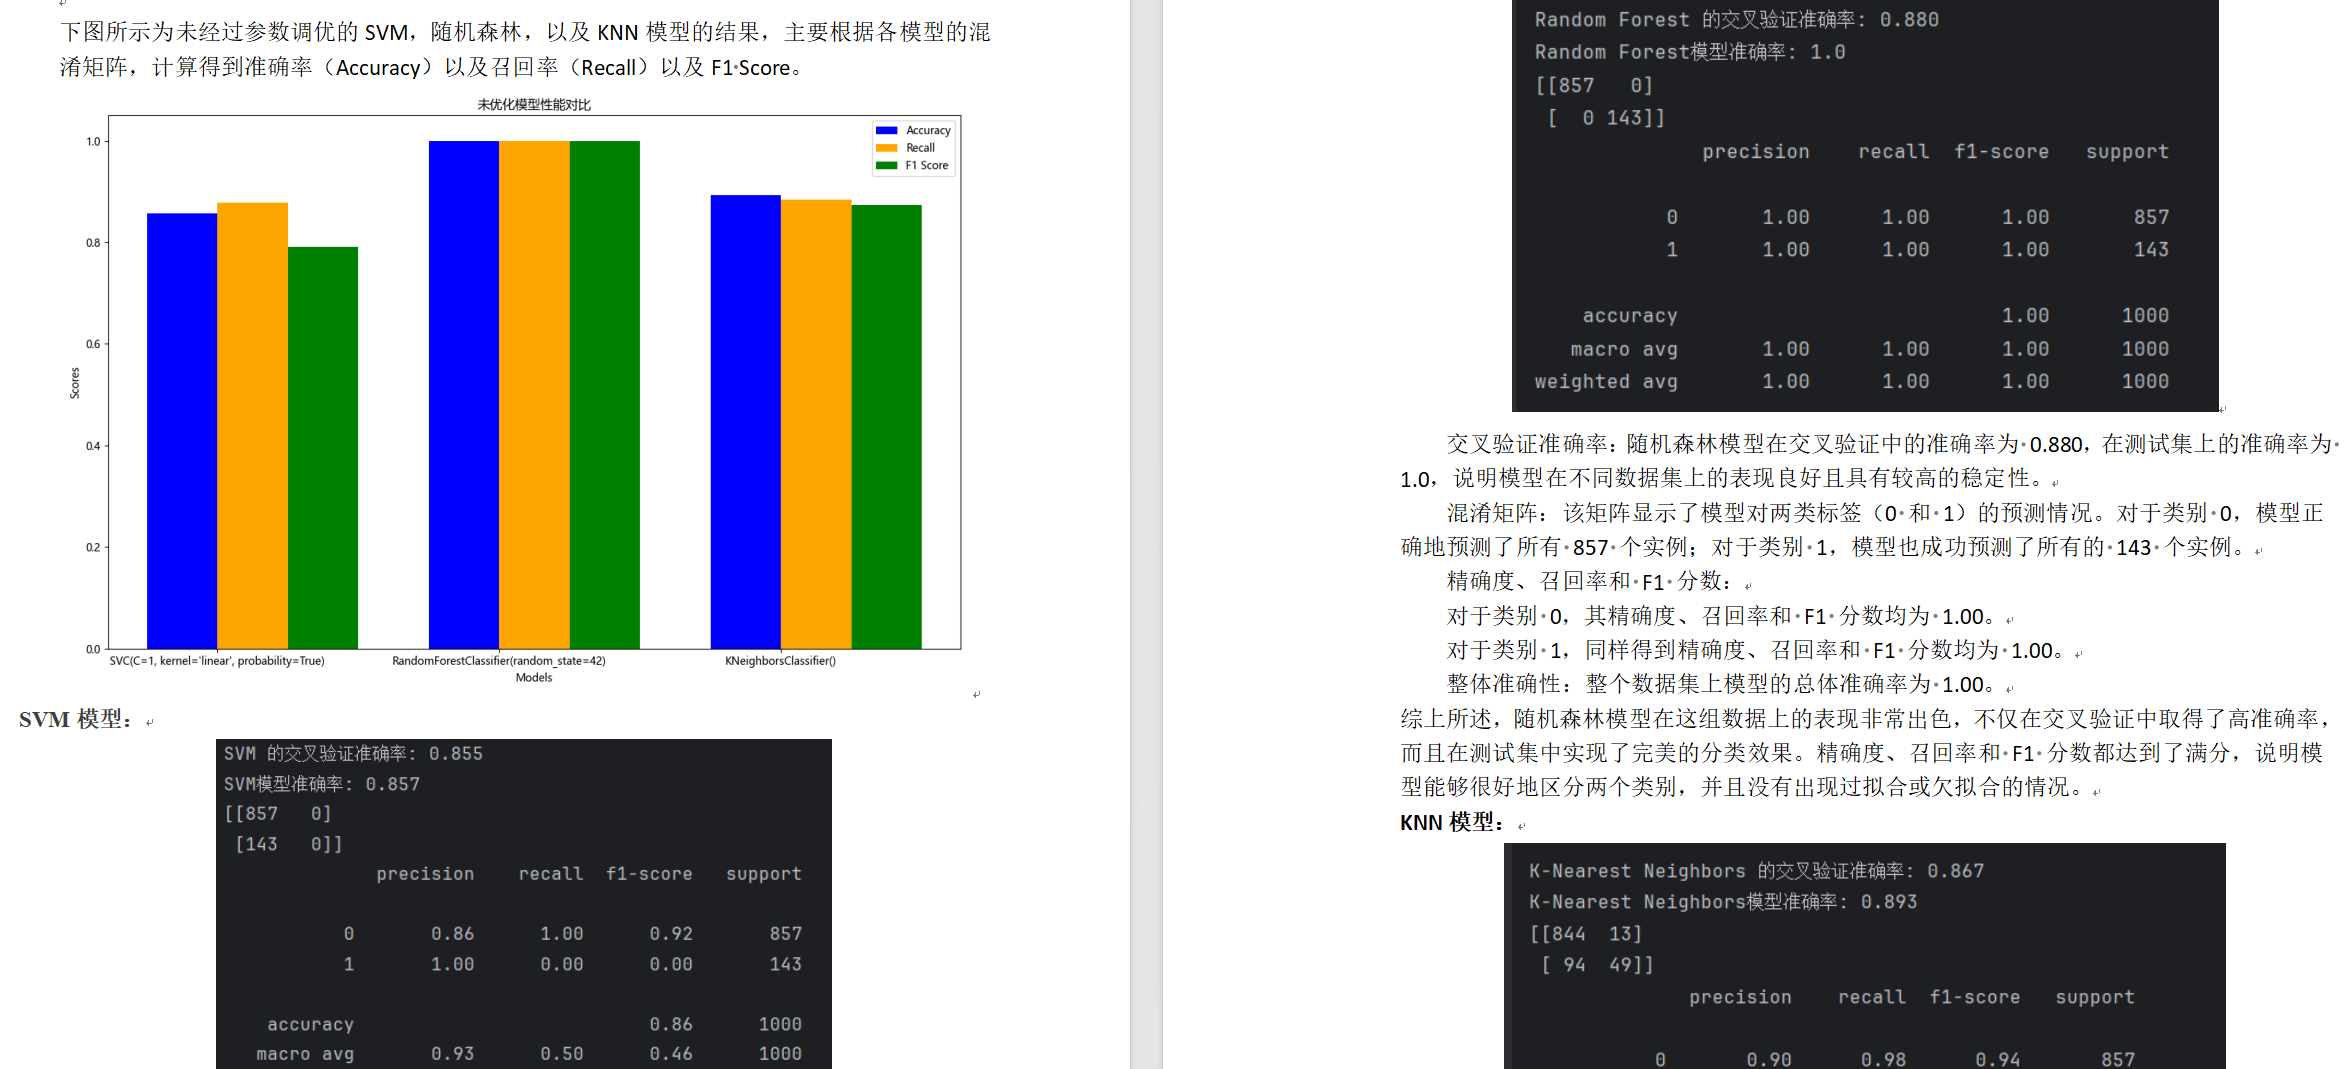 下图所示为未经过参数调优的 SVM，随机森林，以及 KNN 模型的结果，主要根据各模型的混
淆矩阵，计算得到准确率（Accuracy）以及召回率（Recall）以及 F1·Score。
未优化模型性能对比
Accuracy
Recall
F1 Score
1.0
0.8
0.6
0.4
0.2
0.0
Scores
SVC(C=1, kernel='linear', probability=True)
RandomForestClassifier(random_state=42)
KNeighborsClassifier()
Models
SVM 模型：
SVM 的交叉验证准确率: 0.855
SVM模型准确率: 0.857
[[857   0]
 [143   0]]
precision recall f1-score support
0 0.86 1.00 0.92 857
1 1.00 0.00 0.00 143
accuracy 0.86 1000
macro avg 0.93 0.50 0.46 1000
Random Forest 的交叉验证准确率: 0.880
Random Forest模型准确率: 1.0
[[857   0]
 [  0 143]]
precision recall f1-score support
0 1.00 1.00 1.00 857
1 1.00 1.00 1.00 143
accuracy 1.00 1000
macro avg 1.00 1.00 1.00 1000
weighted avg 1.00 1.00 1.00 1000
交叉验证准确率：随机森林模型在交叉验证中的准确率为·0.880，在测试集上的准确率为·
1.0，说明模型在不同数据集上的表现良好且具有较高的稳定性。
混淆矩阵：该矩阵显示了模型对两类标签（0·和·1）的预测情况。对于类别·0，模型正
确地预测了所有·857·个实例；对于类别·1，模型也成功预测了所有的·143·个实例。
精确度、召回率和·F1·分数：
对于类别·0，其精确度、召回率和·F1·分数均为·1.00。
对于类别·1，同样得到精确度、召回率和·F1·分数均为·1.00。
整体准确性：整个数据集上模型的总体准确率为·1.00。
综上所述，随机森林模型在这组数据上的表现非常出色，不仅在交叉验证中取得了高准确率，
而且在测试集中实现了完美的分类效果。精确度、召回率和·F1·分数都达到了满分，说明模
型能够很好地区分两个类别，并且没有出现过拟合或欠拟合的情况。
KNN 模型：
K-Nearest Neighbors 的交叉验证准确率: 0.867
K-Nearest Neighbors模型准确率: 0.893
[[844  13]
 [ 94  49]]
precision recall f1-score support
0 0.90 0.98 0.94 857